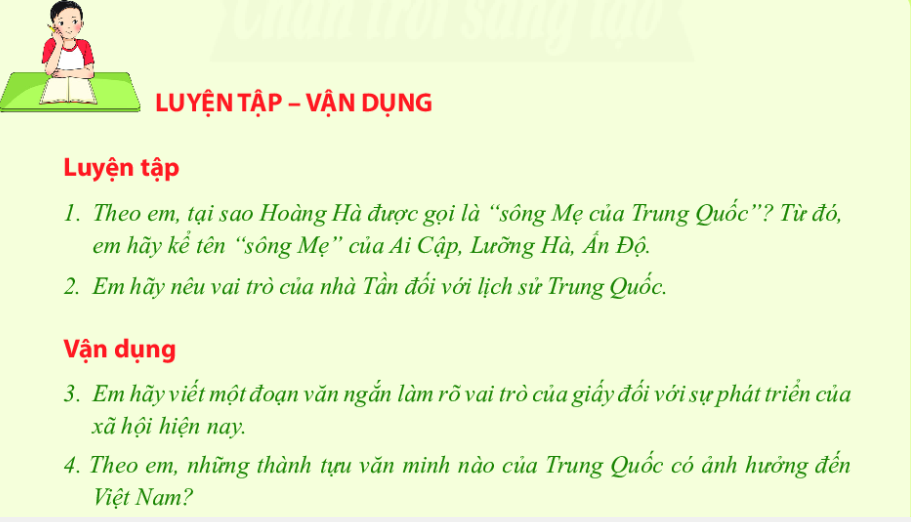 Chân trời sáng tạo
LUYỆN TẬP – VẬN DỤNG
Luyện tập
1. Theo em, tại sao Hoàng Hà được gọi là “sông Mẹ của Trung Quốc”? Từ đó,
em hãy kể tên “sông Mẹ” của Ai Cập, Lưỡng Hà, Ấn Độ.
2. Em hãy nêu vai trò của nhà Tần đối với lịch sử Trung Quốc.
Vận dụng
3. Em hãy viết một đoạn văn ngắn làm rõ vai trò của giấy đối với sự phát triển của
xã hội hiện nay.
4. Theo em, những thành tựu văn minh nào của Trung Quốc có ảnh hưởng đến
Việt Nam?